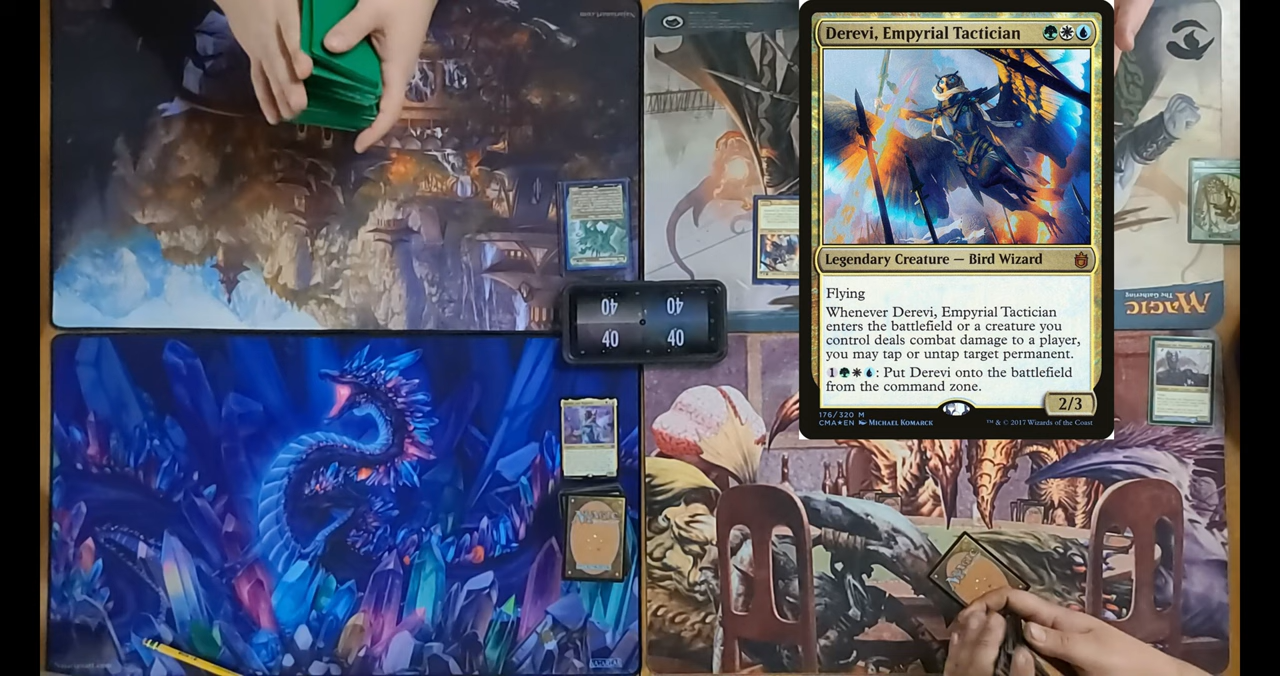 Derevi, Empyrial Tactician
Legendary Creature — Bird Wizard
Flying
Whenever Derevi, Empyrial Tactician
enters the battlefield or a creature you
control deals combat damage to a player,
you may tap or untap target permanent.
1: Put Derevi onto the battlefield
from the command zone.
2/3
176/320 M
CMA★EN Michael Komarck
™ & © 2017 Wizards of the Coast
40 40
40 40
MAGIC
The Gathering